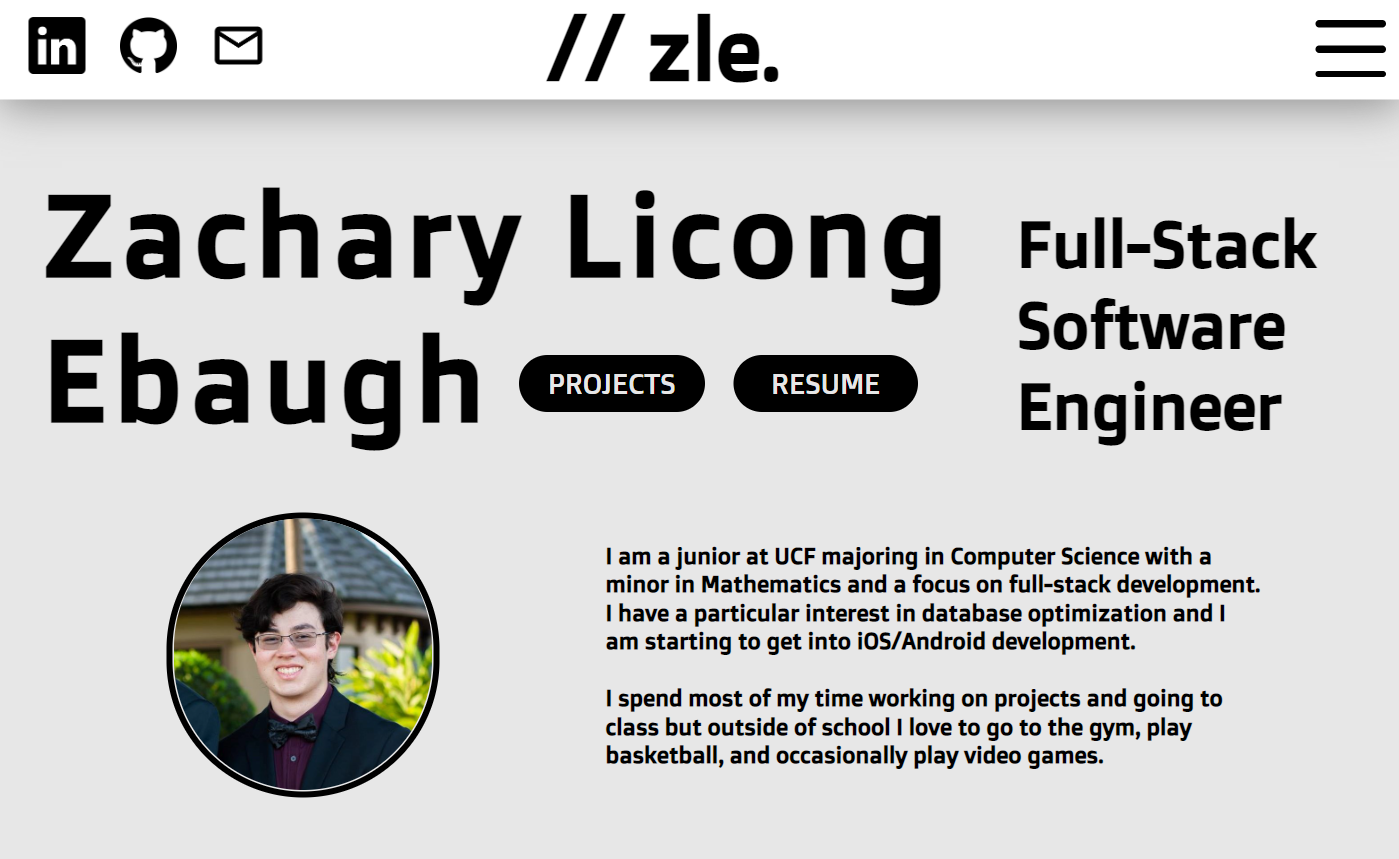 in
// zle.
Zachary Licong
Ebaugh
PROJECTS
RESUME
Full-Stack
Software
Engineer
I am a junior at UCF majoring in Computer Science with a
minor in Mathematics and a focus on full-stack development.
I have a particular interest in database optimization and I
am starting to get into iOS/Android development.
I spend most of my time working on projects and going to
class but outside of school I love to go to the gym, play
basketball, and occasionally play video games.